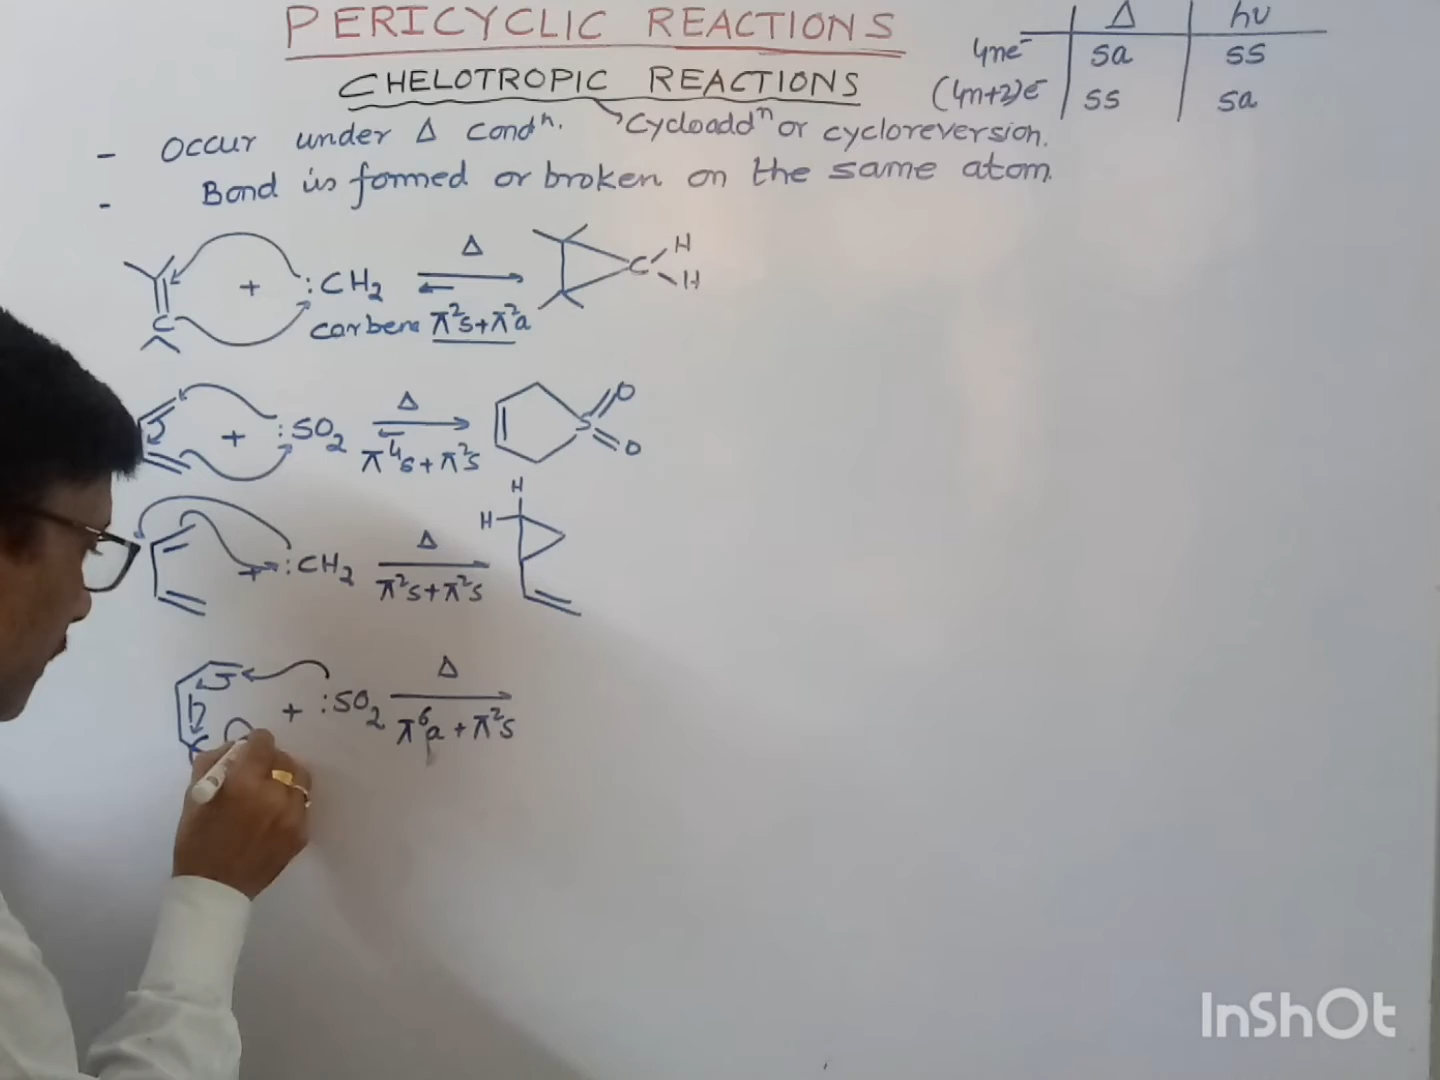 PERICYCLIC REACTIONS
Δ hν
4ne⁻ sa ss
(4n+2)e⁻ ss sa
CHELOTROPIC REACTIONS
Cycloaddⁿ or cycloreversion.
- Occur under Δ condⁿ.
- Bond is formed or broken on the same atom.
C + :CH₂ Δ C H H
carbene π²s+π²a
+ :SO₂ Δ S O O
π⁴s+π²s
+ :CH₂ Δ H H
π²s+π²s
+ :SO₂ Δ
π⁶a+π²s
InShOt